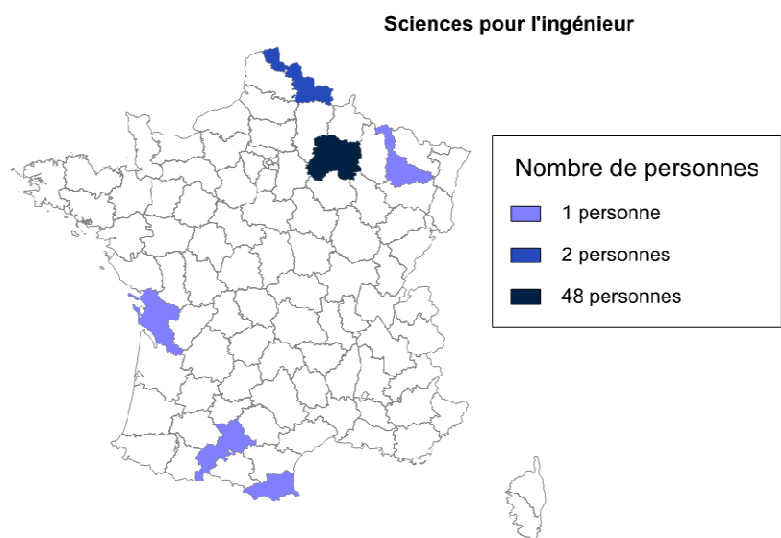 Sciences pour l'ingénieur
Nombre de personnes
1 personne
2 personnes
48 personnes